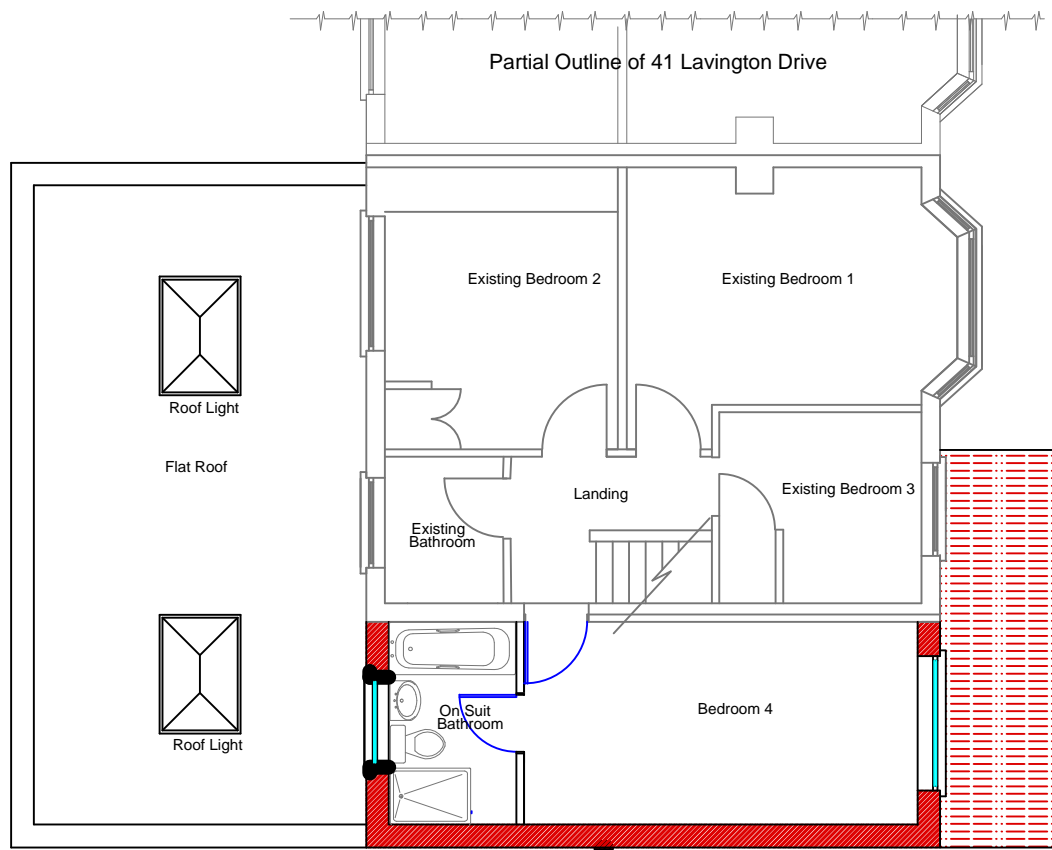 Partial Outline of 41 Lavington Drive
Existing Bedroom 2
Existing Bedroom 1
Roof Light
Flat Roof
Landing
Existing Bedroom 3
Existing
Bathroom
Roof Light
On Suit
Bathroom
Bedroom 4